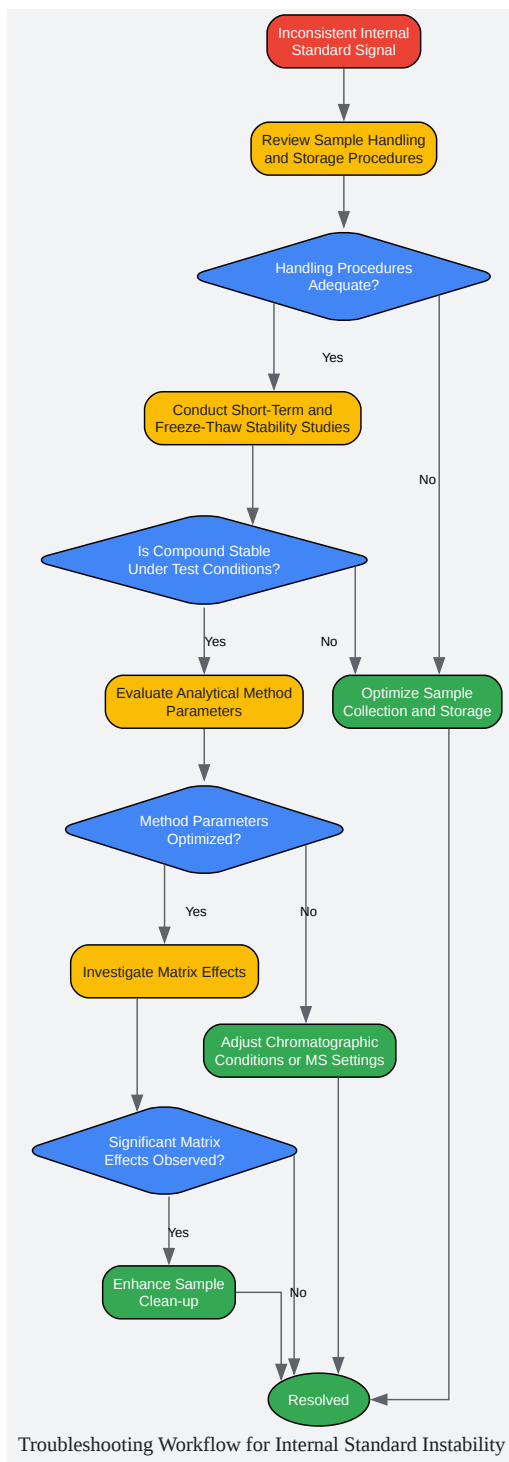 Inconsistent Internal
Standard Signal
Review Sample Handling
and Storage Procedures
Handling Procedures
Adequate?
Yes
Conduct Short-Term and
Freeze-Thaw Stability Studies
No
Is Compound Stable
Under Test Conditions?
Yes
No
Evaluate Analytical Method
Parameters
Optimize Sample
Collection and Storage
Method Parameters
Optimized?
Yes
No
Investigate Matrix Effects
Adjust Chromatographic
Conditions or MS Settings
Significant Matrix
Effects Observed?
Yes
Enhance Sample
Clean-up
No
Resolved
Troubleshooting Workflow for Internal Standard Instability